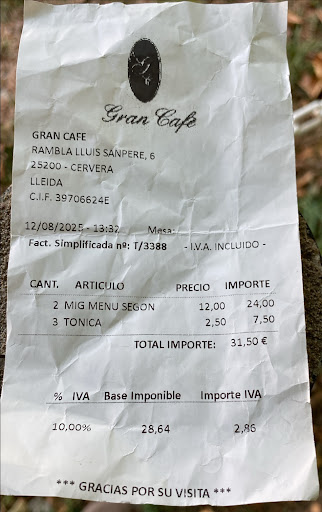 Gran Cafè
GRAN CAFE
RAMBLA LLUIS SANPERE, 6
25200 - CERVERA
LLEIDA
C.I.F. 39706624E
12/08/2025 - 13:32 Mesa:
Fact. Simplificada nº: T/3388 - I.V.A. INCLUIDO -
CANT. ARTICULO PRECIO IMPORTE
2 MIG MENU SEGON 12,00 24,00
3 TONICA 2,50 7,50
TOTAL IMPORTE: 31,50 €
% IVA Base Imponible Importe IVA
10,00% 28,64 2,86
*** GRACIAS POR SU VISITA ***